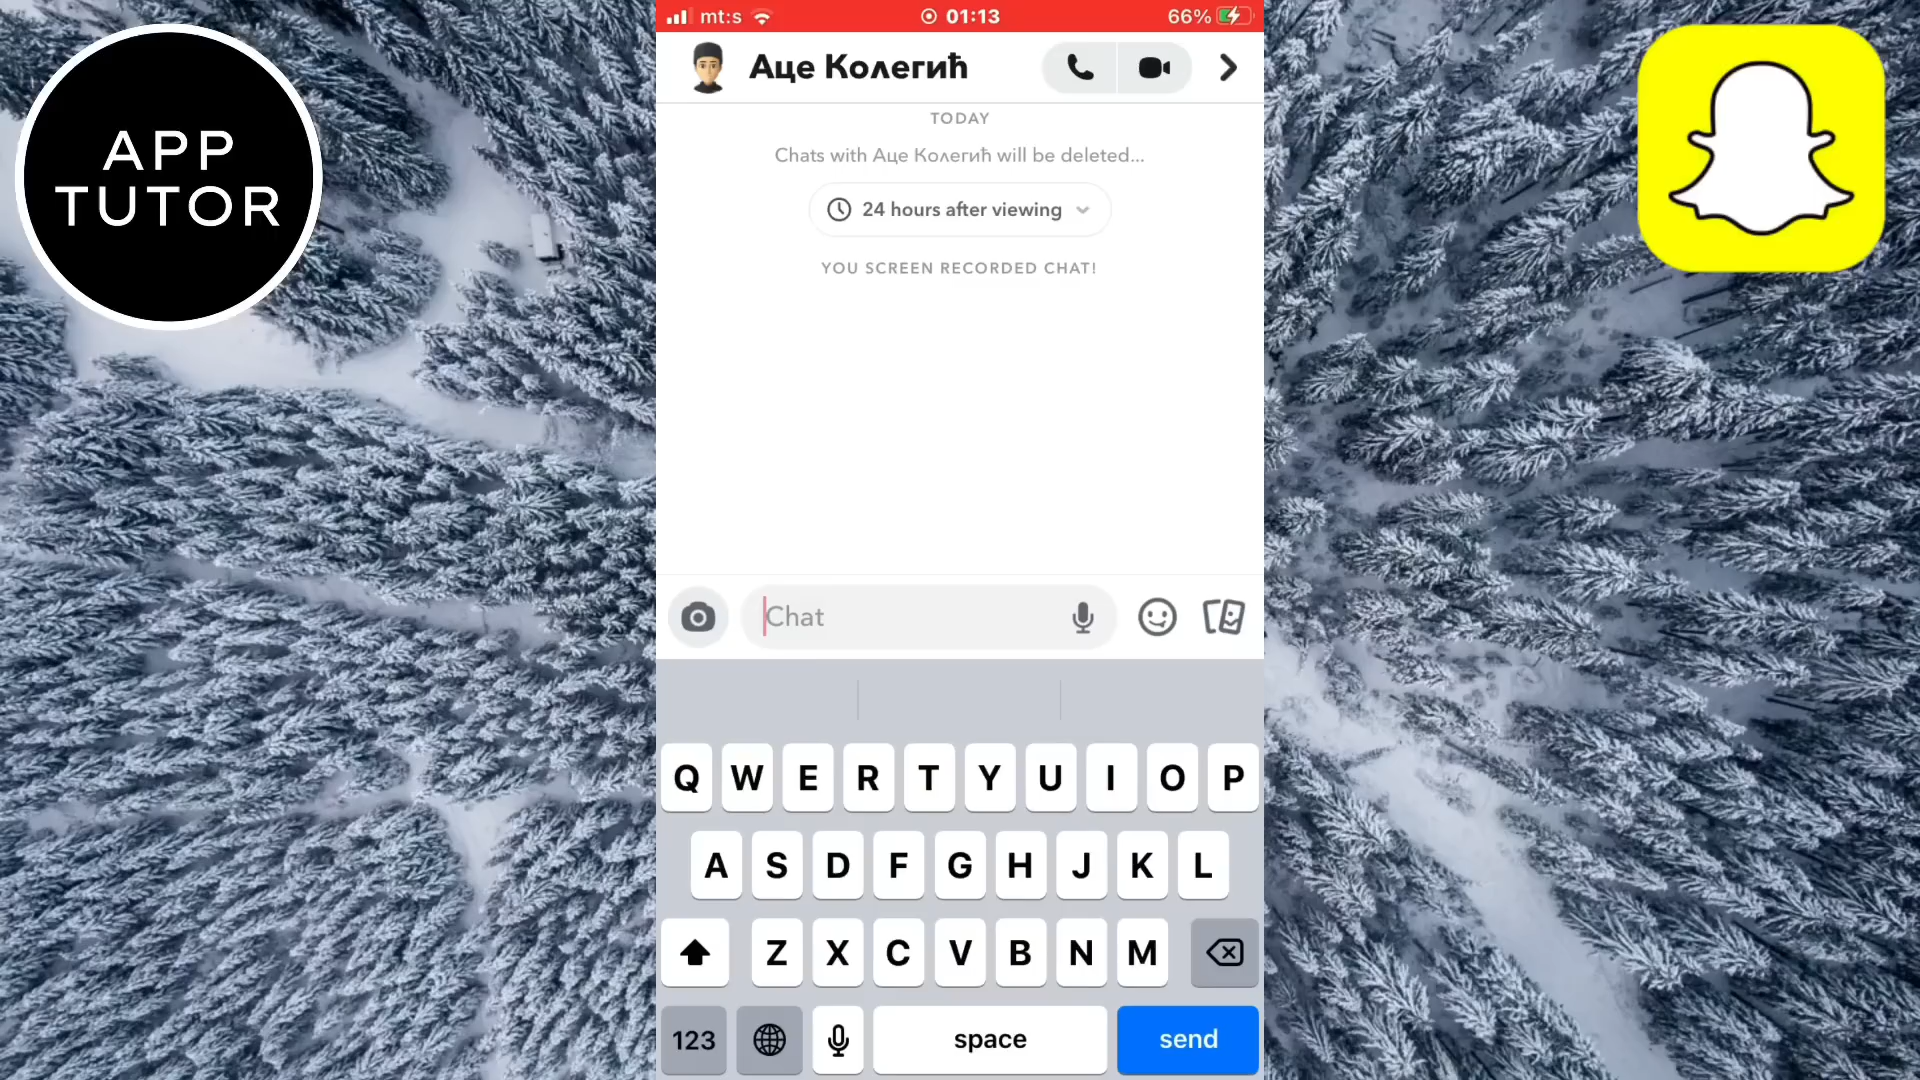 APP
TUTOR
mt:s
01:13
66%
Аце Колегић
TODAY
Chats with Аце Колегић will be deleted...
24 hours after viewing
YOU SCREEN RECORDED CHAT!
Chat
Q W E R T Y U I O P
A S D F G H J K L
Z X C V B N M
123
space
send